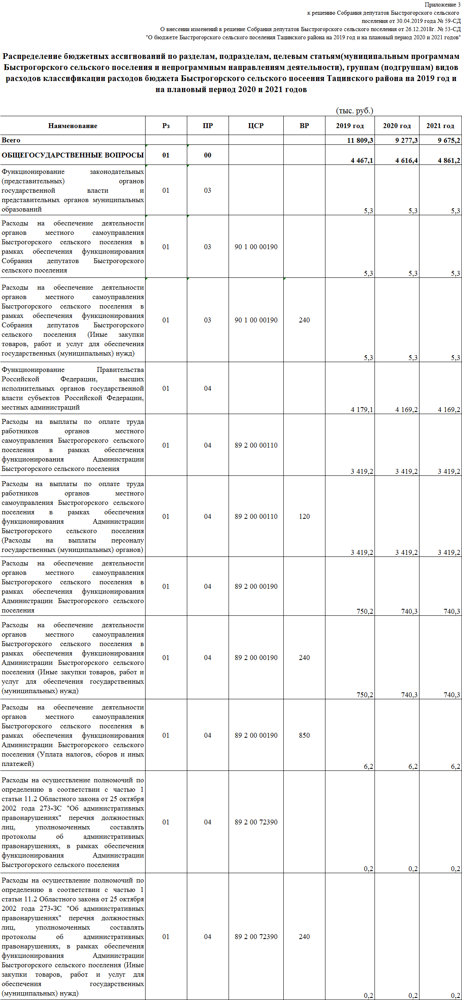 Приложение 3
к решению Собрания депутатов Быстрогорского сельского
поселения от 30.04.2019 года № 59-СД
О внесении изменений в решение Собрания депутатов Быстрогорского сельского поселения от 26.12.2018г. № 53-СД
"О бюджете Быстрогорского сельского поселения Тацинского района на 2019 год и на плановый период 2020 и 2021 годов"
Распределение бюджетных ассигнований по разделам, подразделам, целевым статьям(муниципальным программам
Быстрогорского сельского поселения и непрограммным направлениям деятельности), группам (подгруппам) видов
расходов классификации расходов бюджета Быстрогорского сельского посеения Тацинского района на 2019 год и
на плановый период 2020 и 2021 годов
(тыс. руб.)
Наименование Рз ПР ЦСР ВР 2019 год 2020 год 2021 год
Всего 11 809,3 9 277,3 9 675,2
ОБЩЕГОСУДАРСТВЕННЫЕ ВОПРОСЫ 01 00 4 467,1 4 616,4 4 861,2
Функционирование законодательных
(представительных) органов
государственной власти и
представительных органов муниципальных
образований
01 03 5,3 5,3 5,3
Расходы на обеспечение деятельности
органов местного самоуправления
Быстрогорского сельского поселения в
рамках обеспечения функционирования
Собрания депутатов Быстрогорского
сельского поселения
01 03 90 1 00 00190 5,3 5,3 5,3
Расходы на обеспечение деятельности
органов местного самоуправления
Быстрогорского сельского поселения в
рамках обеспечения функционирования
Собрания депутатов Быстрогорского
сельского поселения (Иные закупки
товаров, работ и услуг для обеспечения
государственных (муниципальных) нужд)
01 03 90 1 00 00190 240 5,3 5,3 5,3
Функционирование Правительства
Российской Федерации, высших
исполнительных органов государственной
власти субъектов Российской Федерации,
местных администраций
01 04 4 179,1 4 169,2 4 169,2
Расходы на выплаты по оплате труда
работников органов местного
самоуправления Быстрогорского сельского
поселения в рамках обеспечения
функционирования Администрации
Быстрогорского сельского поселения
01 04 89 2 00 00110 3 419,2 3 419,2 3 419,2
Расходы на выплаты по оплате труда
работников органов местного
самоуправления Быстрогорского сельского
поселения в рамках обеспечения
функционирования Администрации
Быстрогорского сельского поселения
(Расходы на выплаты персоналу
государственных (муниципальных) органов)
01 04 89 2 00 00110 120 3 419,2 3 419,2 3 419,2
Расходы на обеспечение деятельности
органов местного самоуправления
Быстрогорского сельского поселения в
рамках обеспечения функционирования
Администрации Быстрогорского сельского
поселения
01 04 89 2 00 00190 750,2 740,3 740,3
Расходы на обеспечение деятельности
органов местного самоуправления
Быстрогорского сельского поселения в
рамках обеспечения функционирования
Администрации Быстрогорского сельского
поселения (Иные закупки товаров, работ и
услуг для обеспечения государственных
(муниципальных) нужд)
01 04 89 2 00 00190 240 750,2 740,3 740,3
Расходы на обеспечение деятельности
органов местного самоуправления
Быстрогорского сельского поселения в
рамках обеспечения функционирования
Администрации Быстрогорского сельского
поселения (Уплата налогов, сборов и иных
платежей)
01 04 89 2 00 00190 850 6,2 6,2 6,2
Расходы на осуществление полномочий по
определению в соответствии с частью 1
статьи 11.2 Областного закона от 25 октября
2002 года 273-ЗС "Об административных
правонарушениях" перечня должностных
лиц, уполномоченных составлять
протоколы об административных
правонарушениях, в рамках обеспечения
функционирования Администрации
Быстрогорского сельского поселения
01 04 89 2 00 72390 0,2 0,2 0,2
Расходы на осуществление полномочий по
определению в соответствии с частью 1
статьи 11.2 Областного закона от 25 октября
2002 года 273-ЗС "Об административных
правонарушениях" перечня должностных
лиц, уполномоченных составлять
протоколы об административных
правонарушениях, в рамках обеспечения
функционирования Администрации
Быстрогорского сельского поселения (Иные
закупки товаров, работ и услуг для
обеспечения государственных
(муниципальных) нужд)
01 04 89 2 00 72390 240 0,2 0,2 0,2